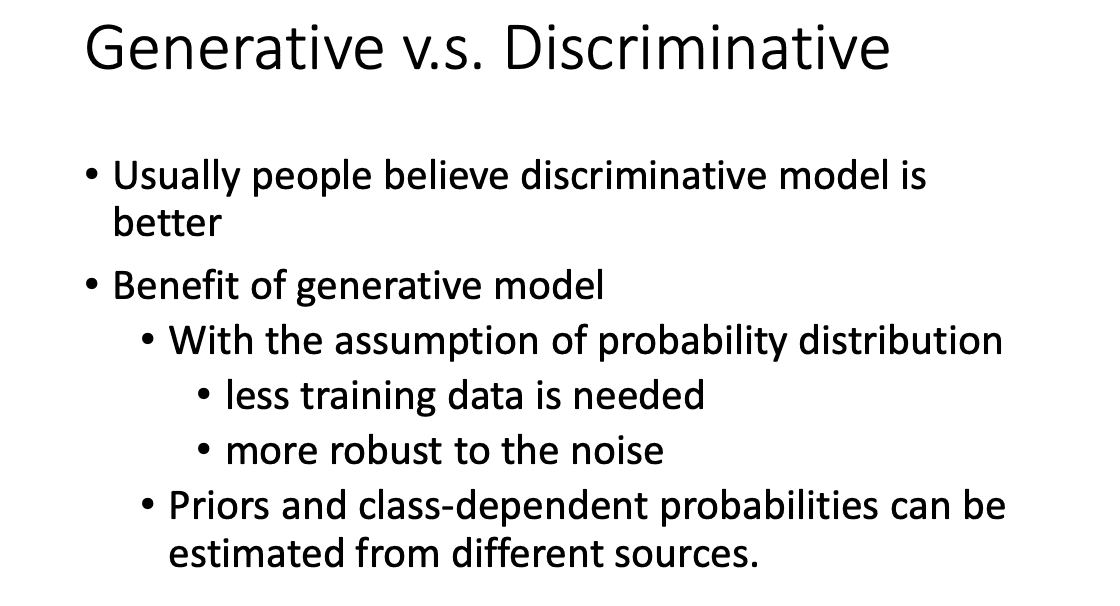 Generative v.s. Discriminative
• Usually people believe discriminative model is
better
• Benefit of generative model
• With the assumption of probability distribution
• less training data is needed
• more robust to the noise
• Priors and class-dependent probabilities can be
estimated from different sources.